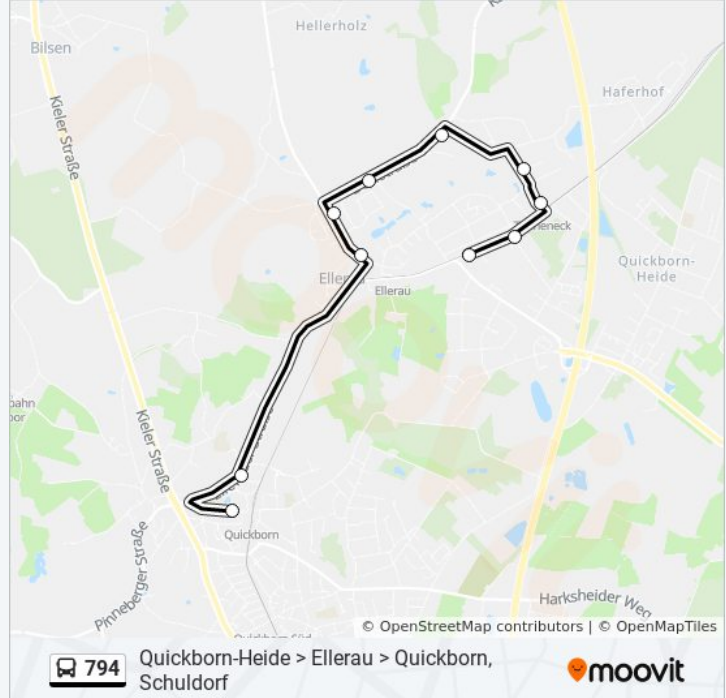 Hellerholz
Bilsen
Kieler Straße
Haferhof
Quickborn-
Heide
Ellerau
Kieler Straße
Quickborn
Pinneberger Straße
Harksheider Weg
© OpenStreetMap contributors | © OpenMapTiles
794
Quickborn-Heide > Ellerau > Quickborn,
Schuldorf
moovit